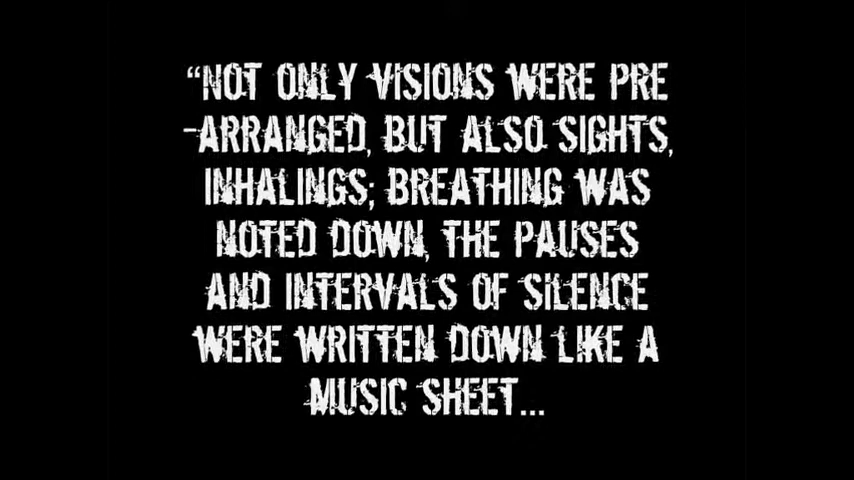 “NOT ONLY VISIONS WERE PRE
-ARRANGED, BUT ALSO SIGHTS,
INHALINGS; BREATHING WAS
NOTED DOWN, THE PAUSES
AND INTERVALS OF SILENCE
WERE WRITTEN DOWN LIKE A
MUSIC SHEET...